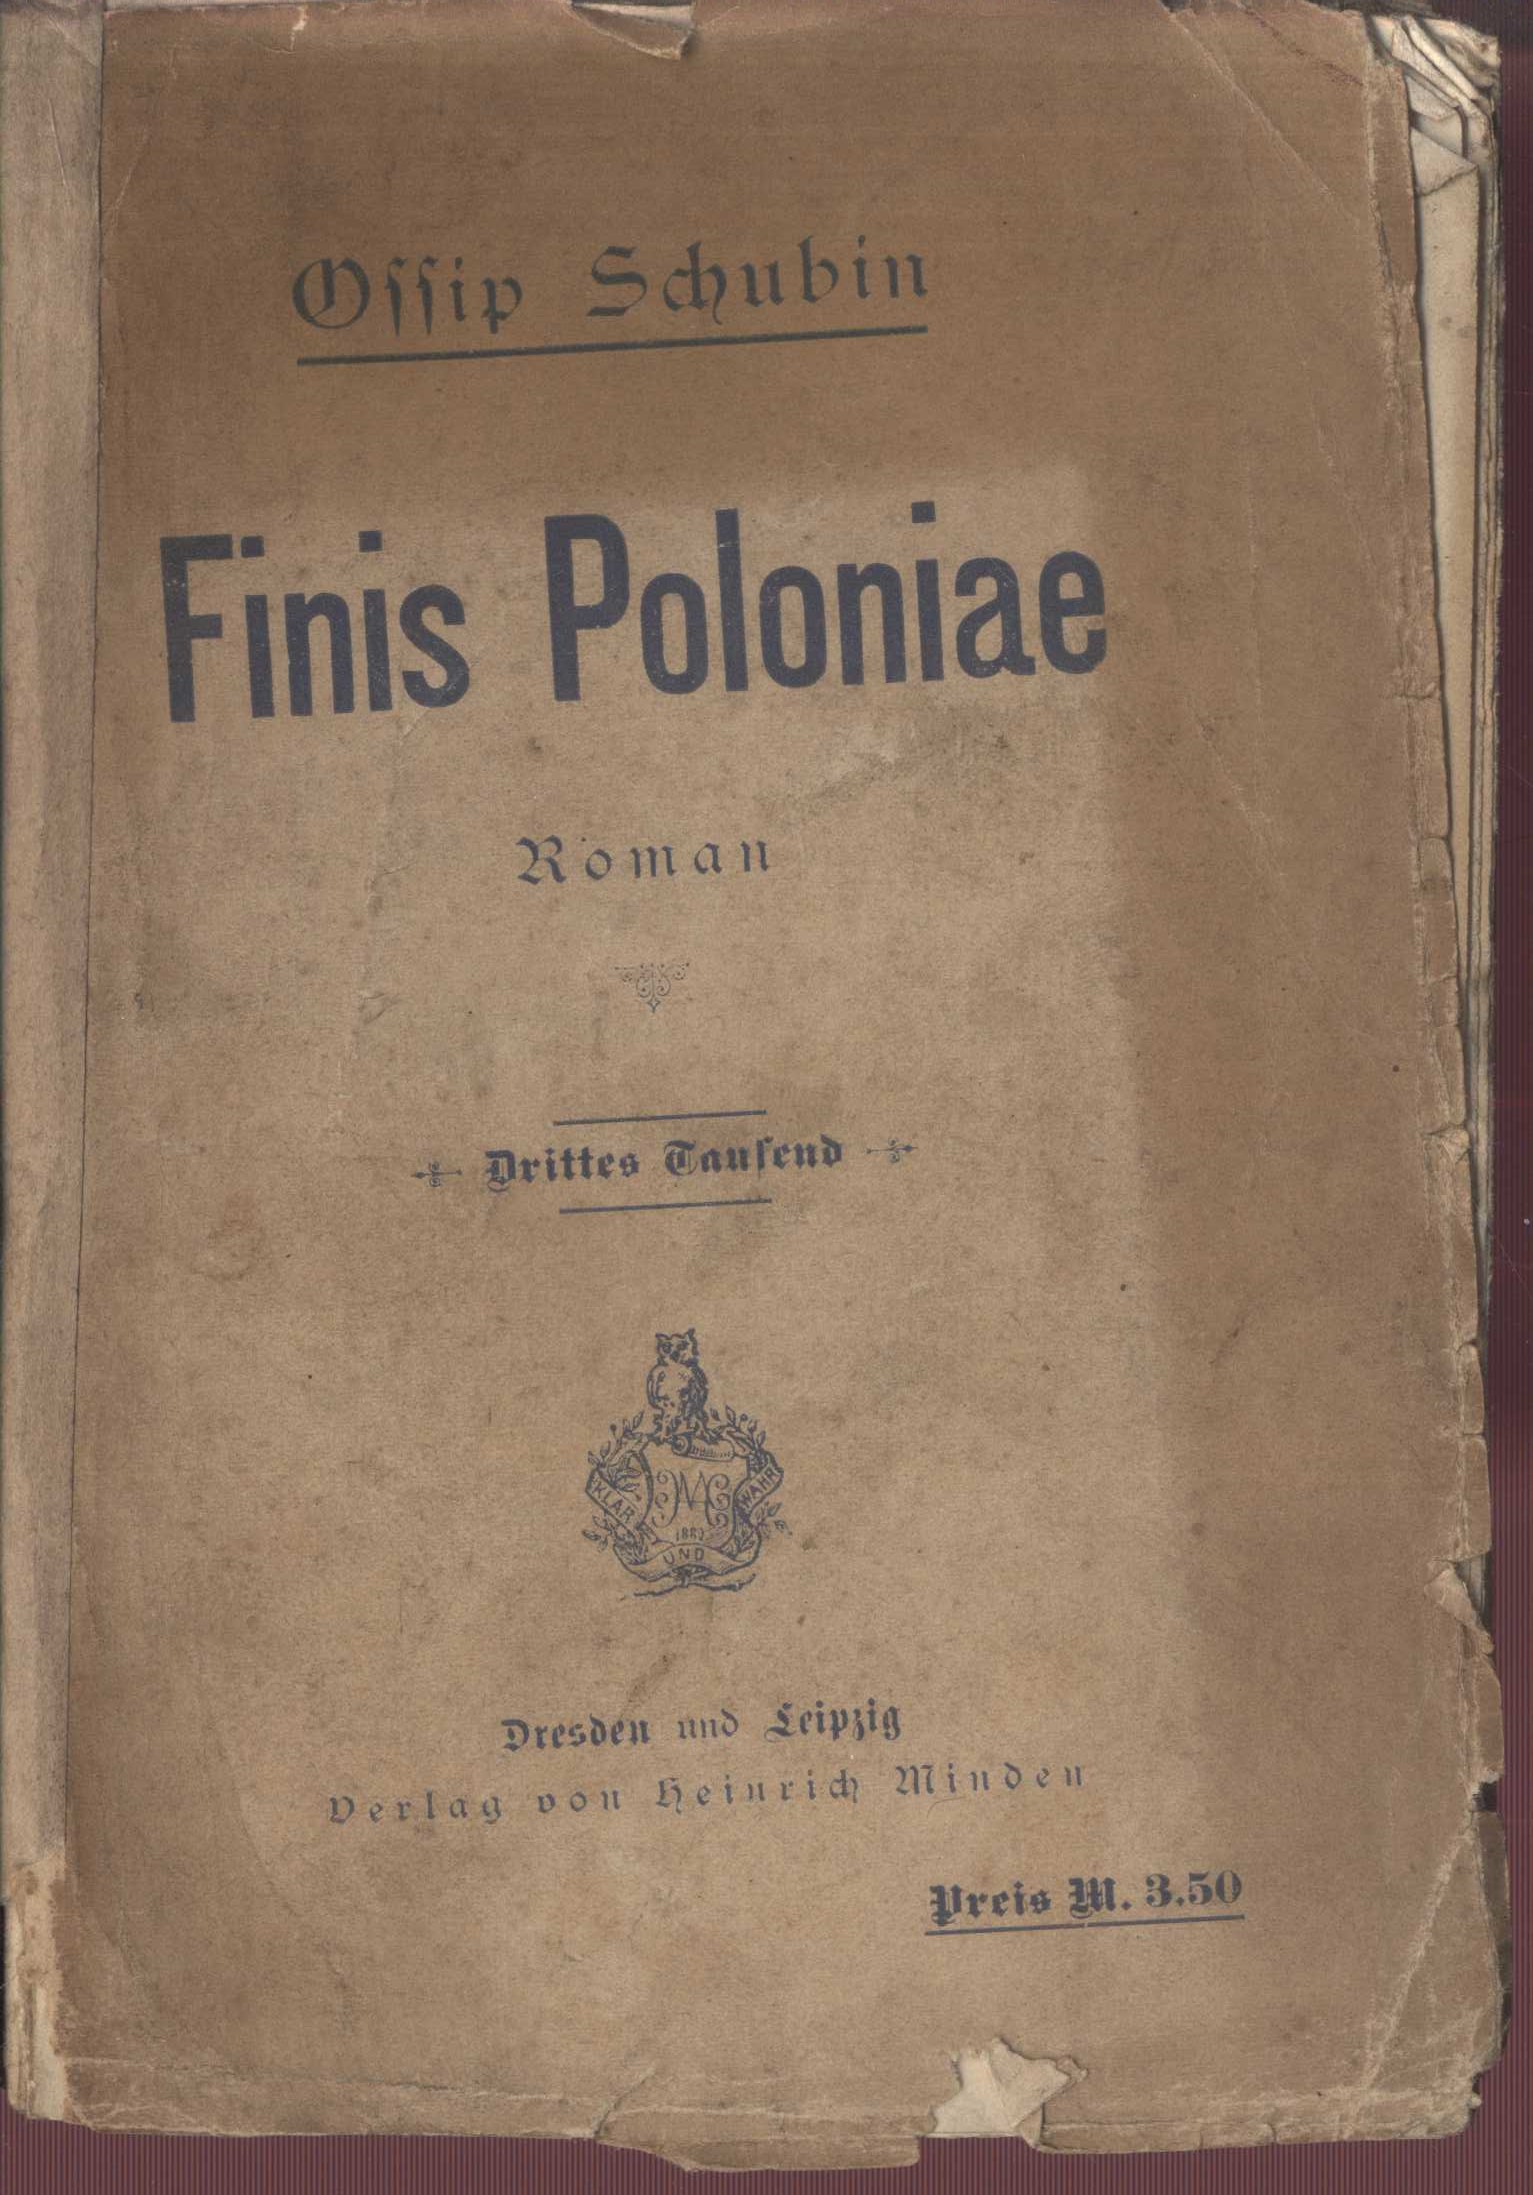 Oſſip Schubin
Finis Poloniae
Roman
Drittes Tauſend
KLAR
WAHR
UND
Dresden und Leipzig
Verlag von Heinrich Minden
Preis M. 3.50